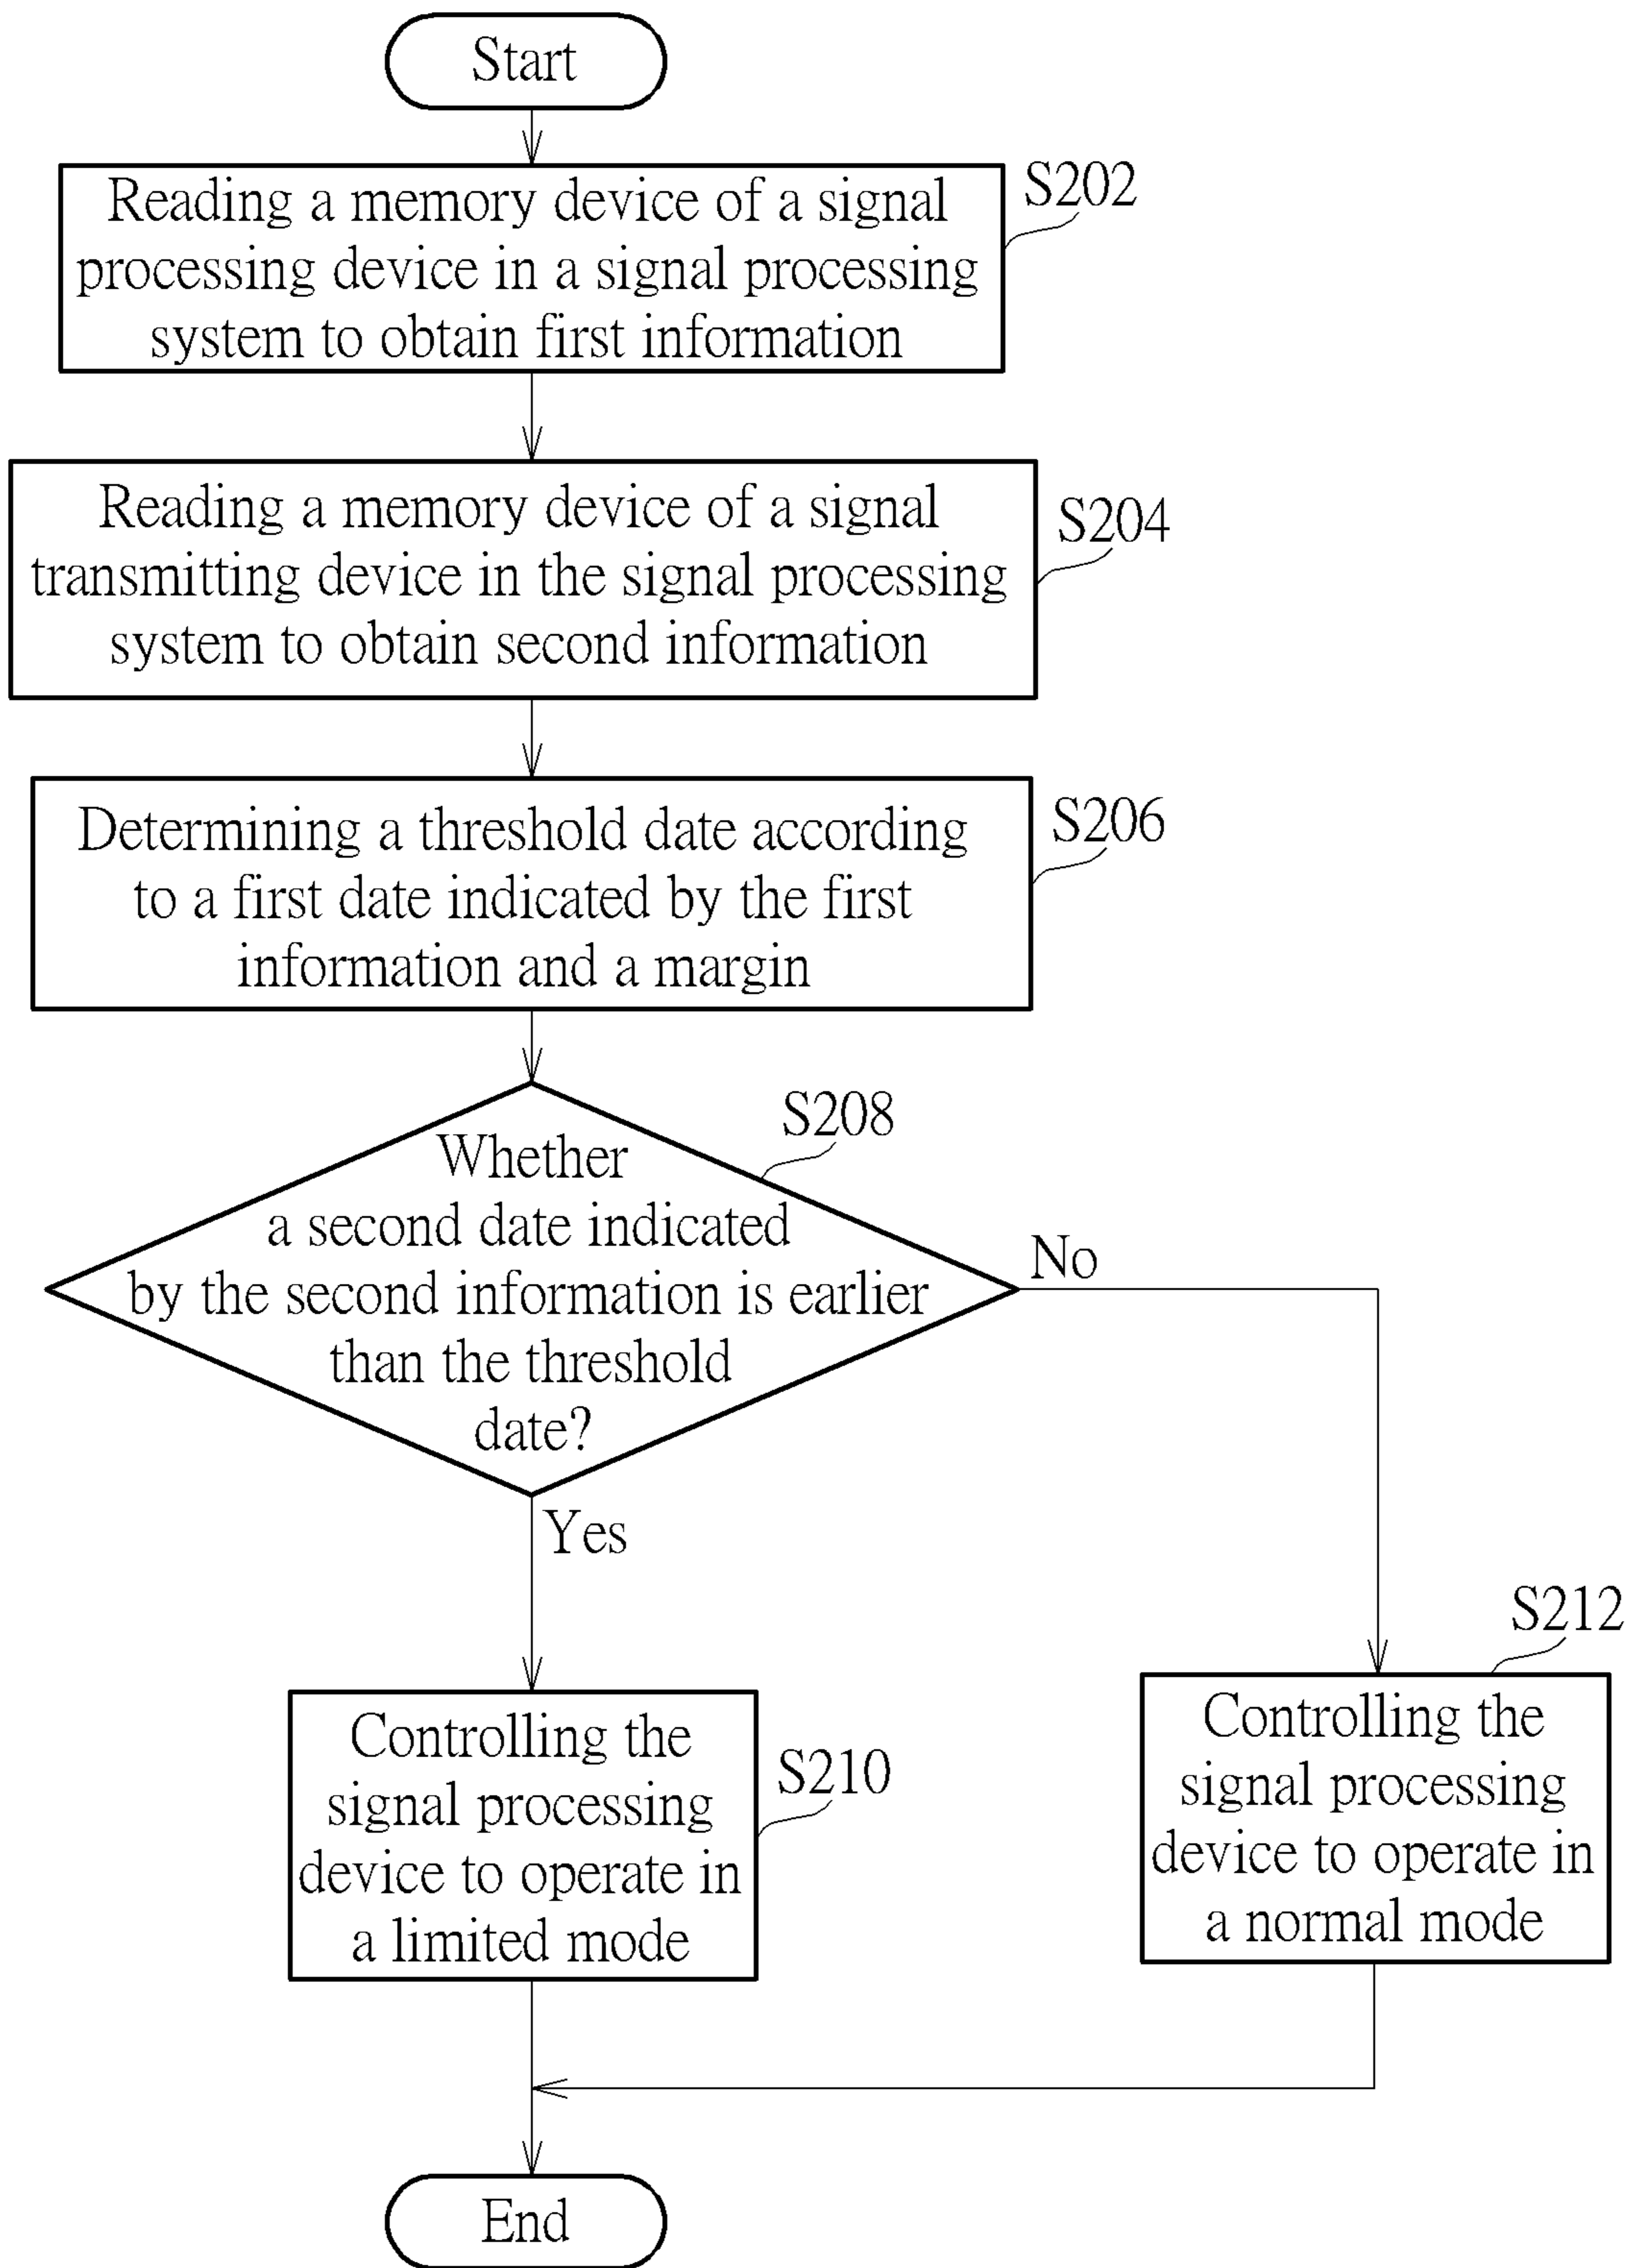 Start
Reading a memory device of a signal
processing device in a signal processing
system to obtain first information
S202
Reading a memory device of a signal
transmitting device in the signal processing
system to obtain second information
S204
Determining a threshold date according
to a first date indicated by the first
information and a margin
S206
Whether
a second date indicated
by the second information is earlier
than the threshold
date?
S208
No
Yes
Controlling the
signal processing
device to operate in
a limited mode
S210
Controlling the
signal processing
device to operate in
a normal mode
S212
End